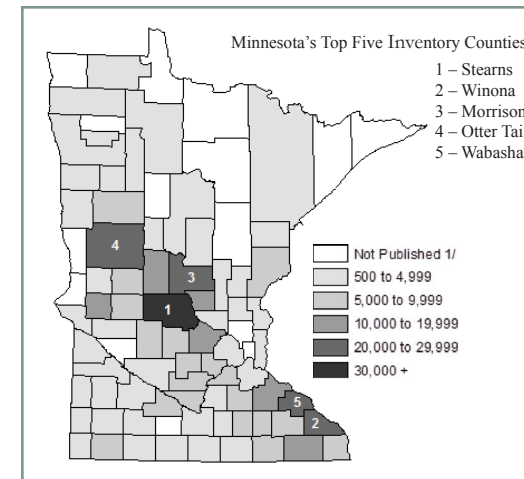 Minnesota's Top Five Inventory Counties
1 – Stearns
2 – Winona
3 – Morrison
4 – Otter Tai
5 – Wabasha
4
3
1
5
2
Not Published 1/
500 to 4,999
5,000 to 9,999
10,000 to 19,999
20,000 to 29,999
30,000 +